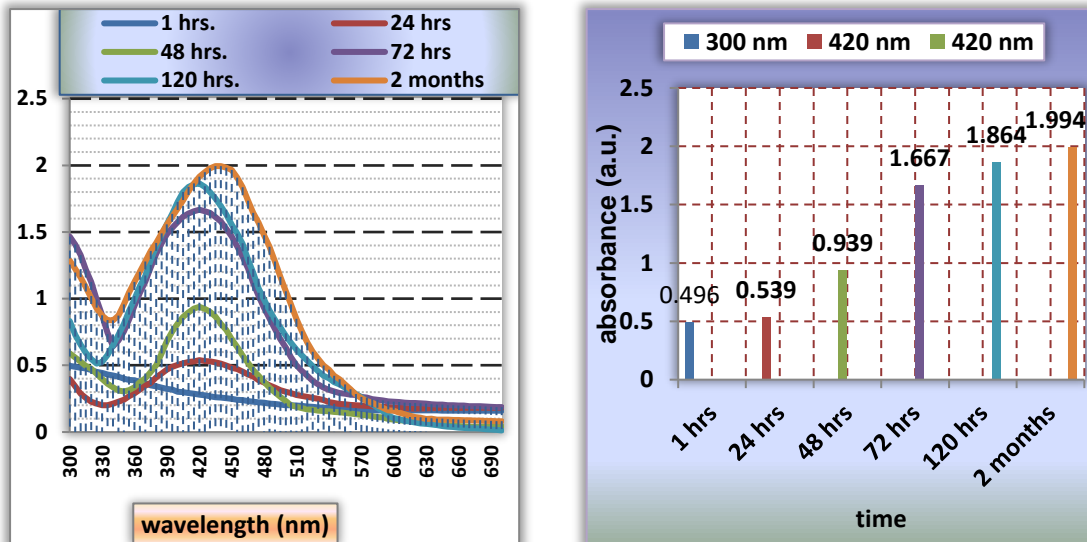 1 hrs. 24 hrs
48 hrs. 72 hrs
120 hrs. 2 months
2.5
2
1.5
1
0.5
0
300 330 360 390 420 450 480 510 540 570 600 630 660 690
wavelength (nm)
300 nm 420 nm 420 nm
absorbance (a.u.)
2.5
2
1.5
1
0.5
0
0.496 0.539 0.939 1.667 1.864 1.994
1 hrs 24 hrs 48 hrs 72 hrs 120 hrs 2 months
time